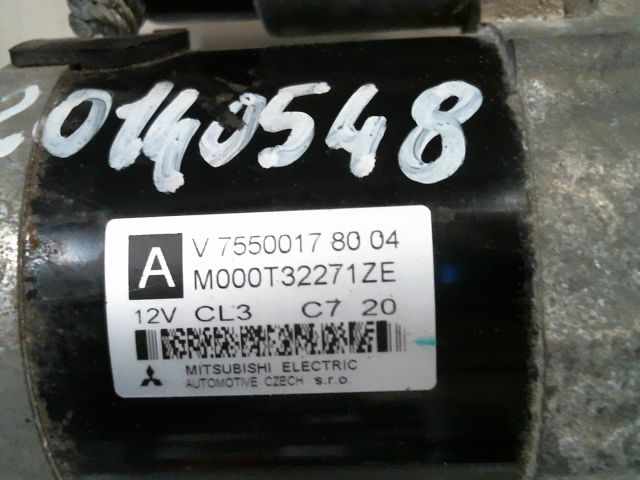 20140548
A
V 7550017 80 04
M000T32271ZE
12V CL3 C7 20
MITSUBISHI ELECTRIC
AUTOMOTIVE CZECH s.r.o.